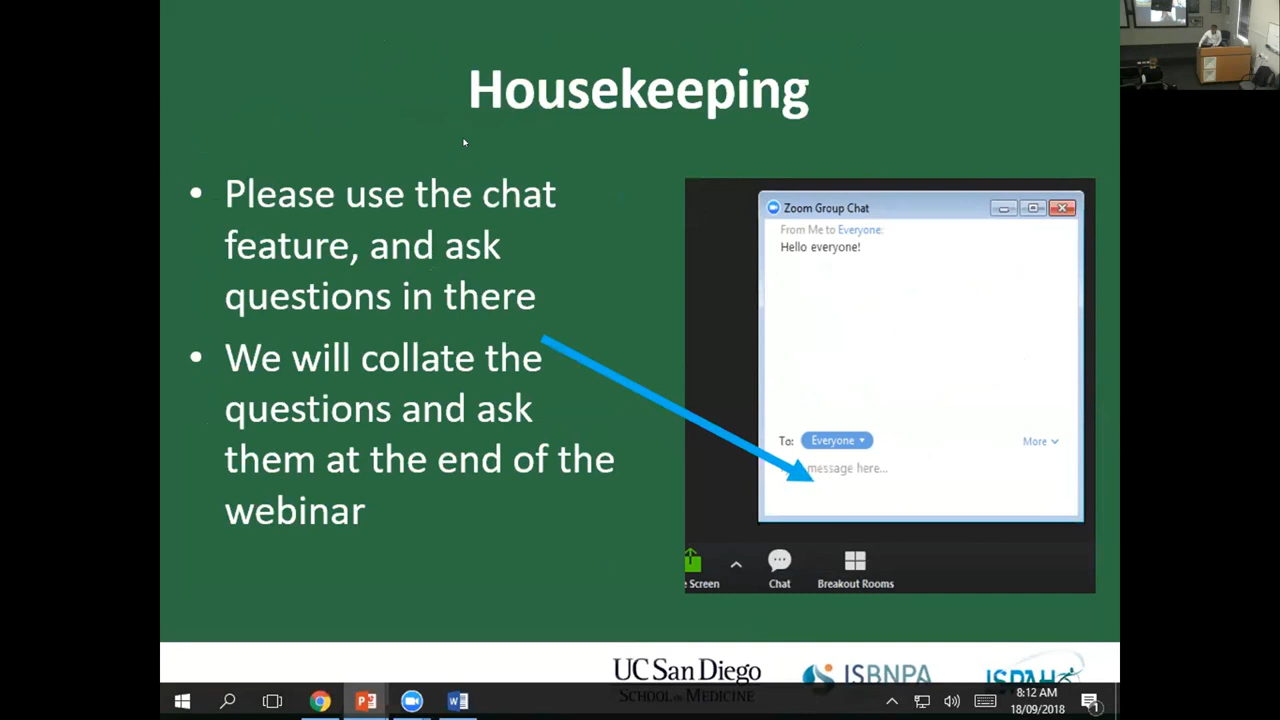 Housekeeping
• Please use the chat
feature, and ask
questions in there
• We will collate the
questions and ask
them at the end of the
webinar
Zoom Group Chat
From Me to Everyone:
Hello everyone!
To: Everyone
More
message here...
e Screen
Chat
Breakout Rooms
UC San Diego
SCHOOL OF MEDICINE
ISBNPA
ISPAH
8:12 AM
18/09/2018
1